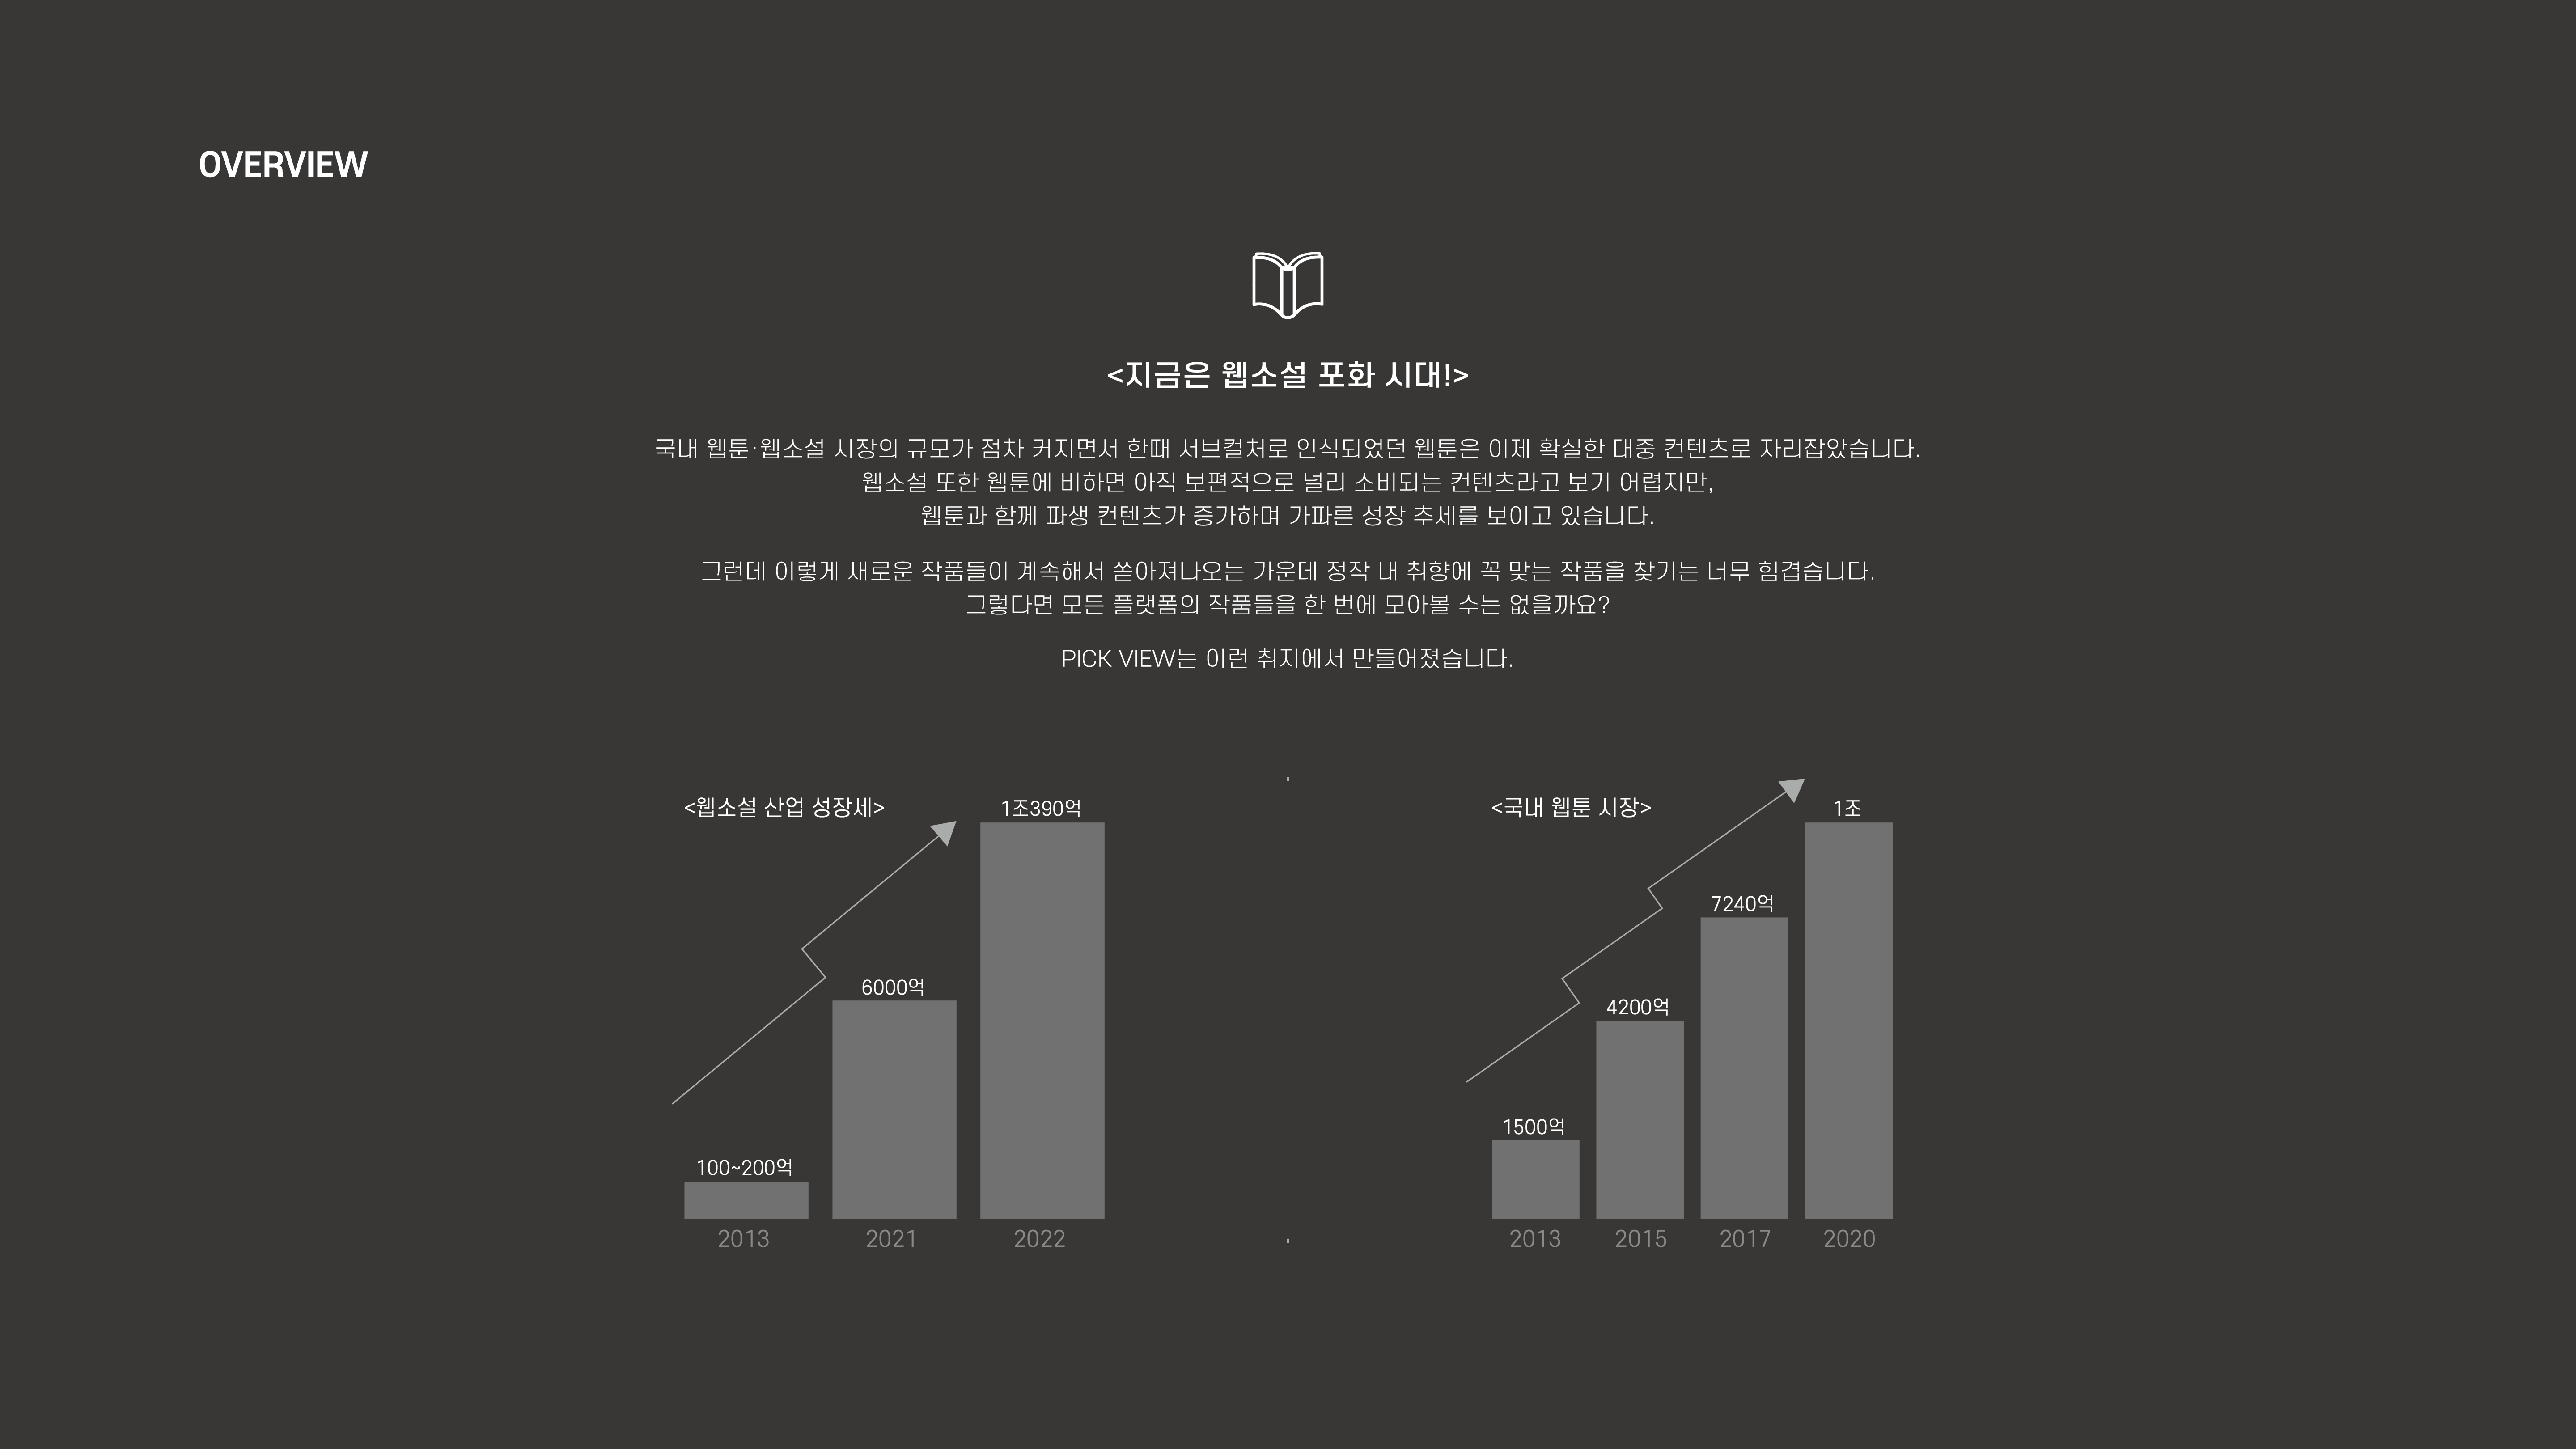 OVERVIEW
<지금은 웹소설 포화 시대!>
국내 웹툰·웹소설 시장의 규모가 점차 커지면서 한때 서브컬처로 인식되었던 웹툰은 이제 확실한 대중 컨텐츠로 자리잡았습니다.
웹소설 또한 웹툰에 비하면 아직 보편적으로 널리 소비되는 컨텐츠라고 보기 어렵지만,
웹툰과 함께 파생 컨텐츠가 증가하며 가파른 성장 추세를 보이고 있습니다.
그런데 이렇게 새로운 작품들이 계속해서 쏟아져나오는 가운데 정작 내 취향에 꼭 맞는 작품을 찾기는 너무 힘겹습니다.
그렇다면 모든 플랫폼의 작품들을 한 번에 모아볼 수는 없을까요?
PICK VIEW는 이런 취지에서 만들어졌습니다.
<웹소설 산업 성장세>
1조390억
6000억
100~200억
2013 2021 2022
<국내 웹툰 시장>
1조
7240억
4200억
1500억
2013 2015 2017 2020